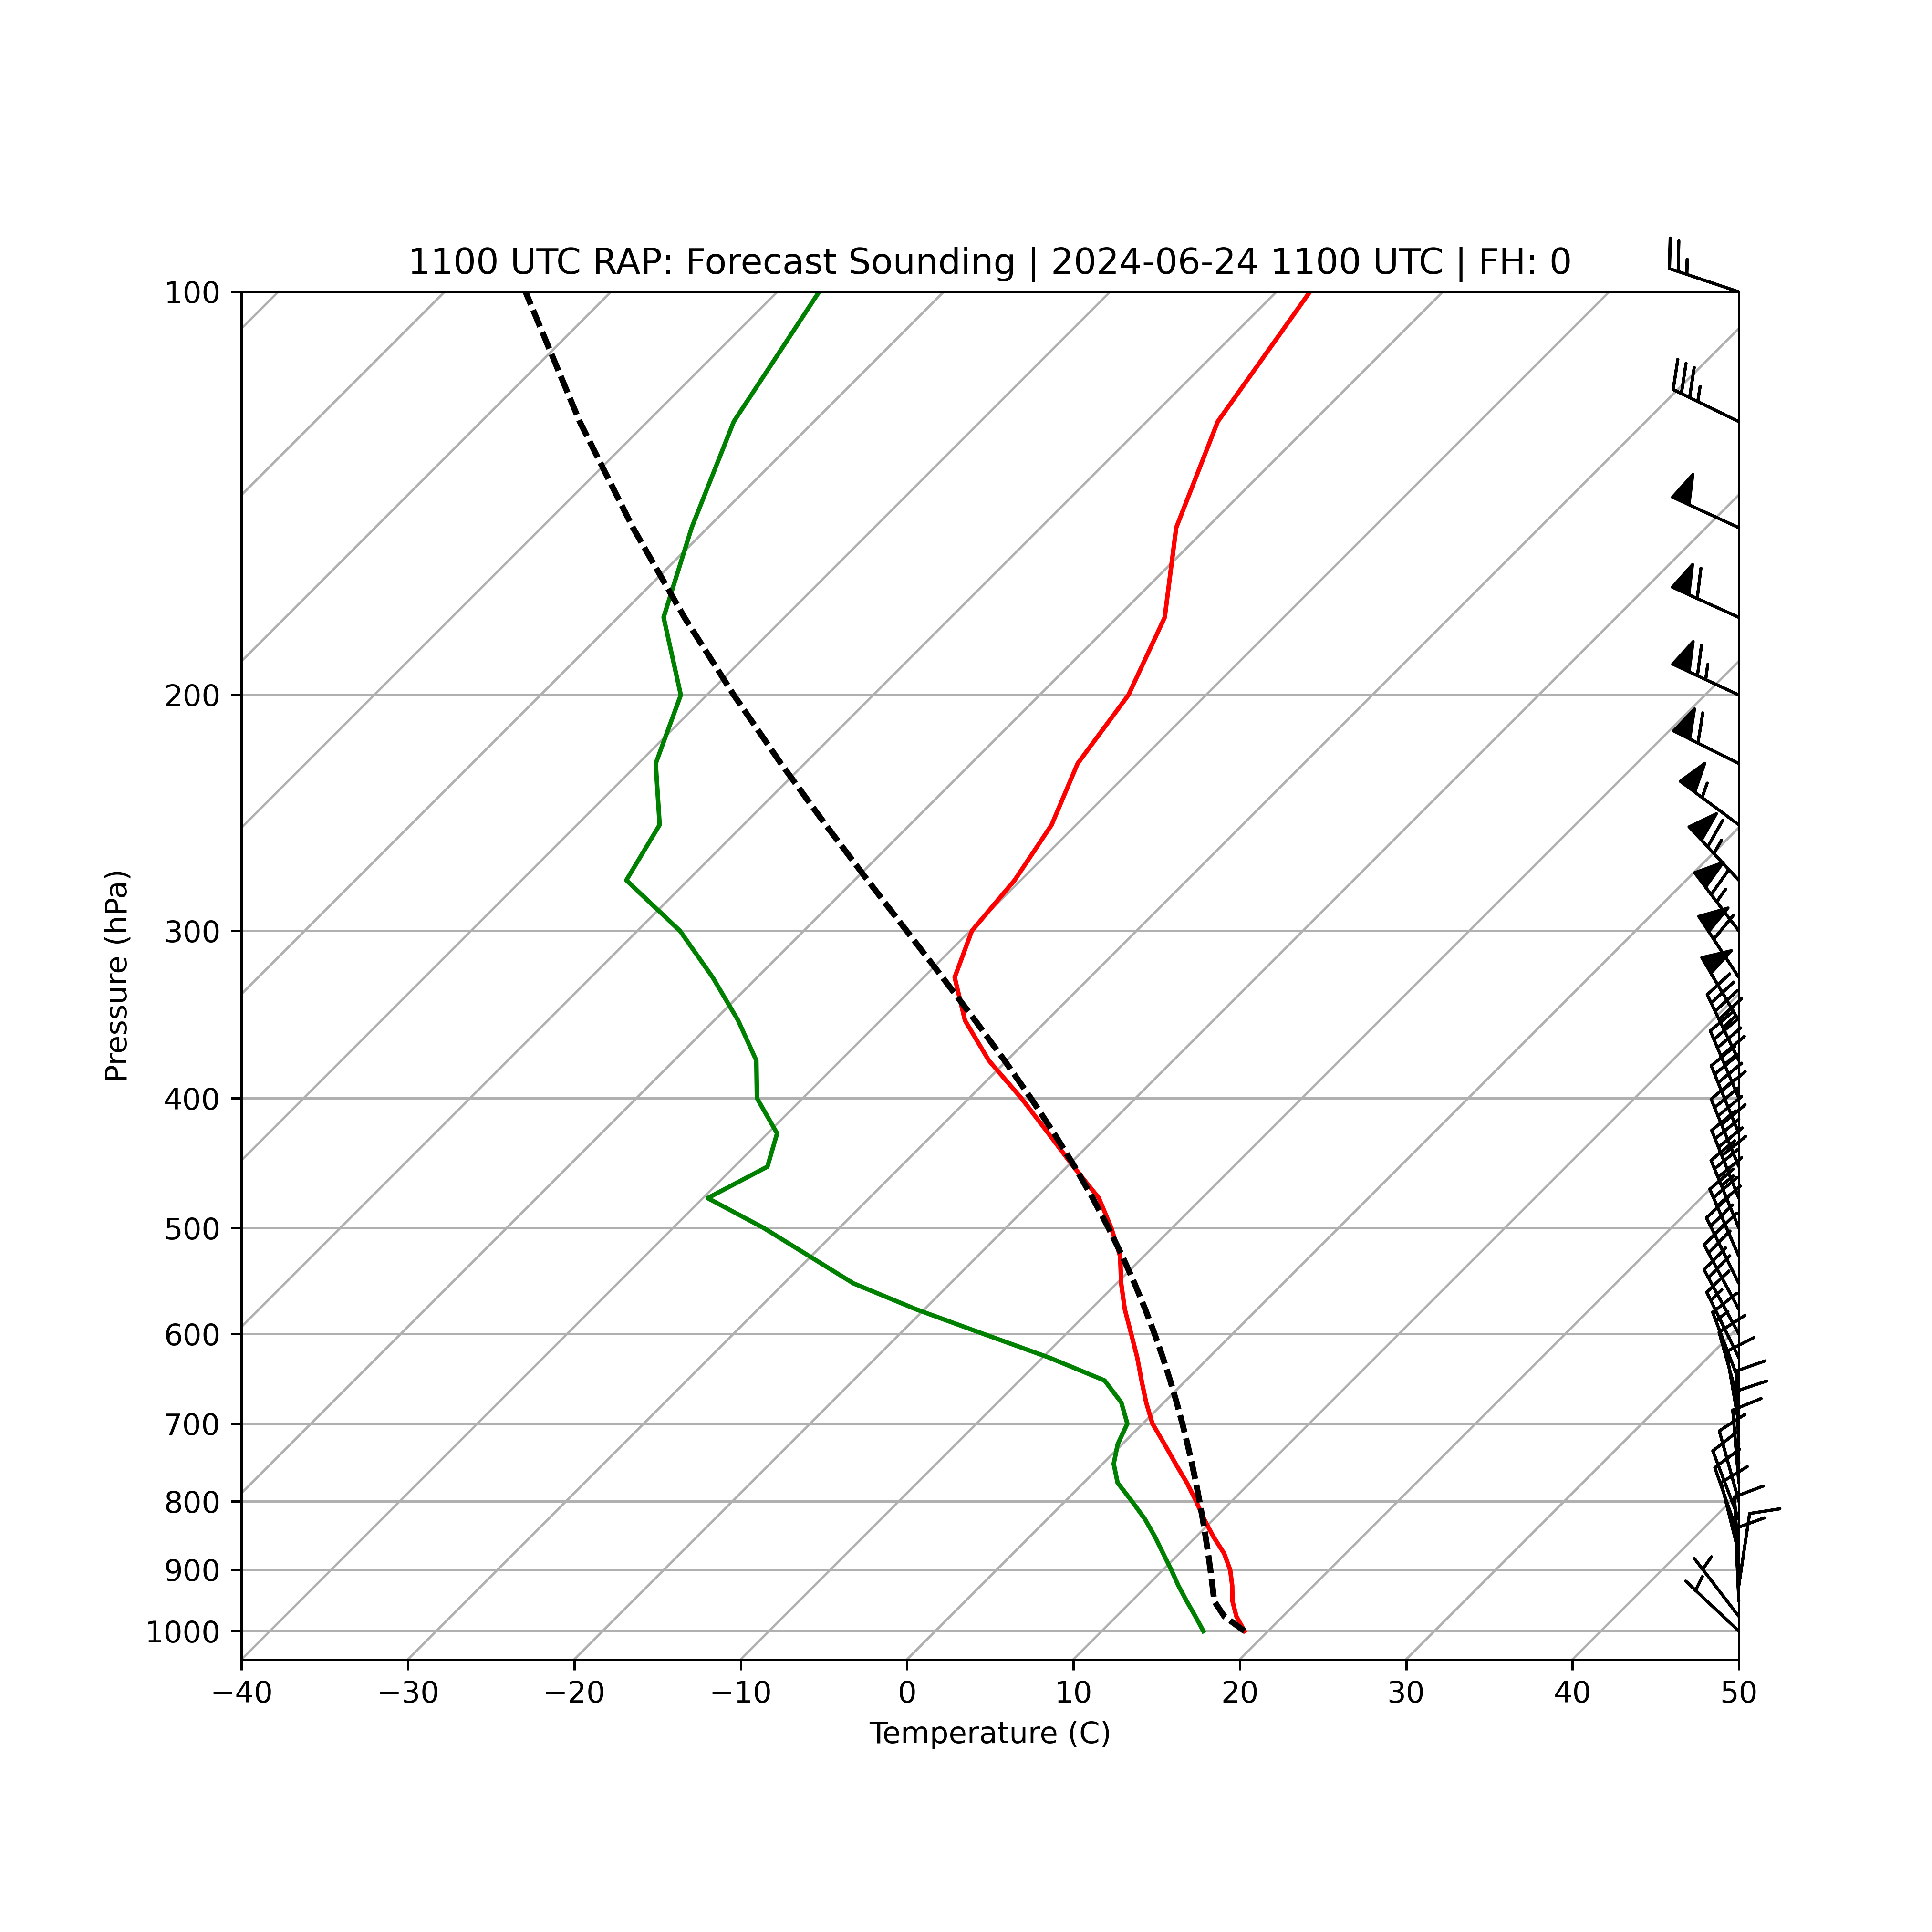 1100 UTC RAP: Forecast Sounding | 2024-06-24 1100 UTC | FH: 0
100
200
300
400
500
600
700
800
900
1000
Pressure (hPa)
−40 −30 −20 −10 0 10 20 30 40 50
Temperature (C)